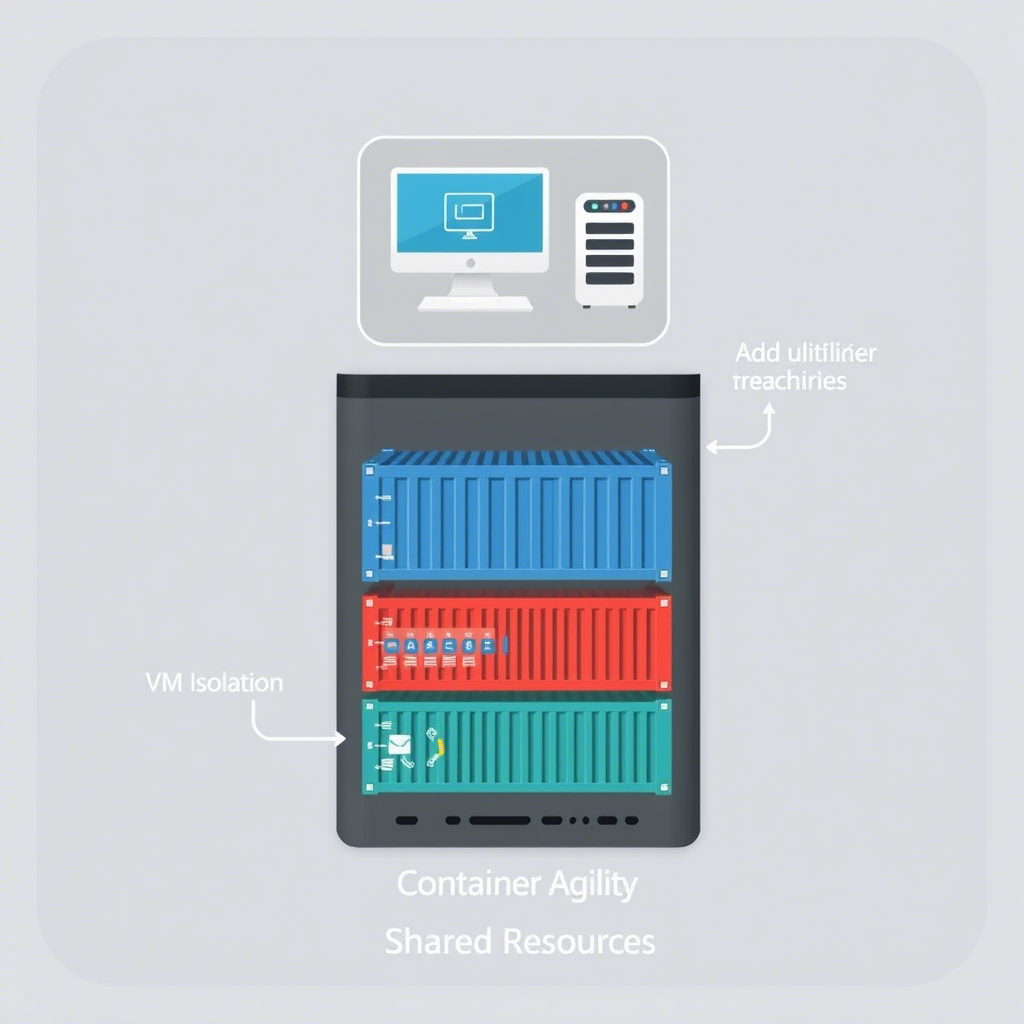 Add ulitfliner
treachiries
VM Isolation
Container Agility
Shared Resources